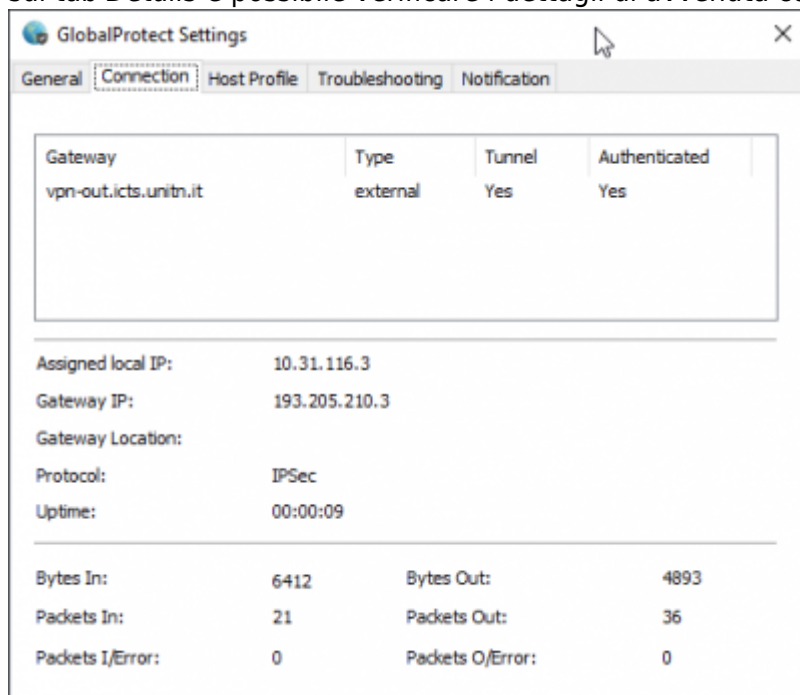 GlobalProtect Settings
General Connection Host Profile Troubleshooting Notification
Gateway Type Tunnel Authenticated
vpn-out.icts.unitn.it external Yes Yes
Assigned local IP: 10.31.116.3
Gateway IP: 193.205.210.3
Gateway Location:
Protocol: IPSec
Uptime: 00:00:09
Bytes In: 6412 Bytes Out: 4893
Packets In: 21 Packets Out: 36
Packets I/Error: 0 Packets O/Error: 0